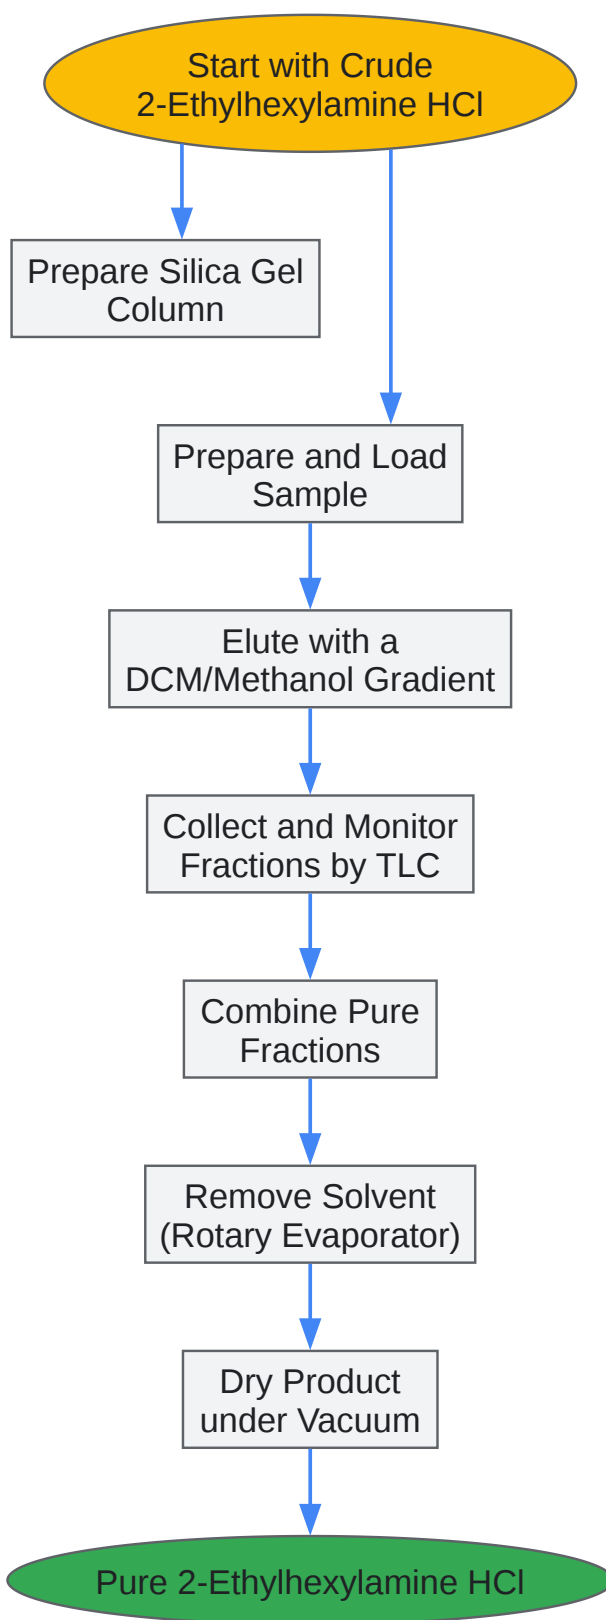 Start with Crude
2-Ethylhexylamine HCl
Prepare Silica Gel
Column
Prepare and Load
Sample
Elute with a
DCM/Methanol Gradient
Collect and Monitor
Fractions by TLC
Combine Pure
Fractions
Remove Solvent
(Rotary Evaporator)
Dry Product
under Vacuum
Pure 2-Ethylhexylamine HCl